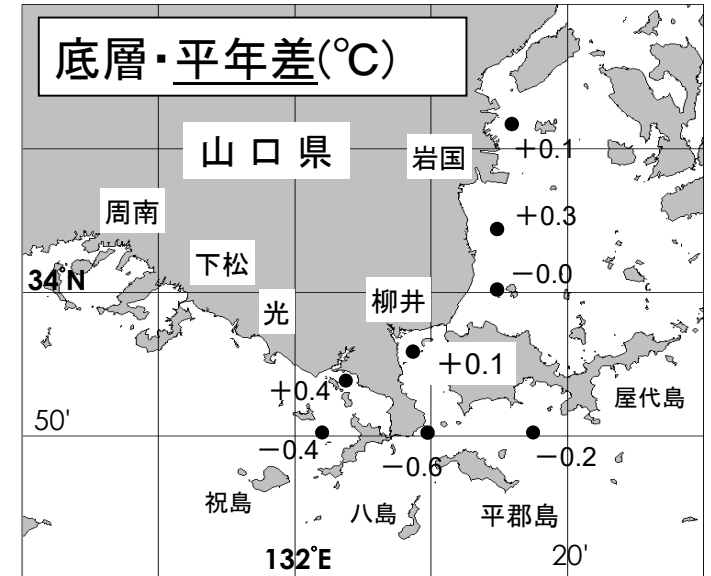 底層・平年差(℃)
山口県
岩国
+0.1
周南
+0.3
下松
34°N
-0.0
光
柳井
+0.1
+0.4
屋代島
50'
-0.4
-0.6
-0.2
祝島
八島
平郡島
132°E
20'